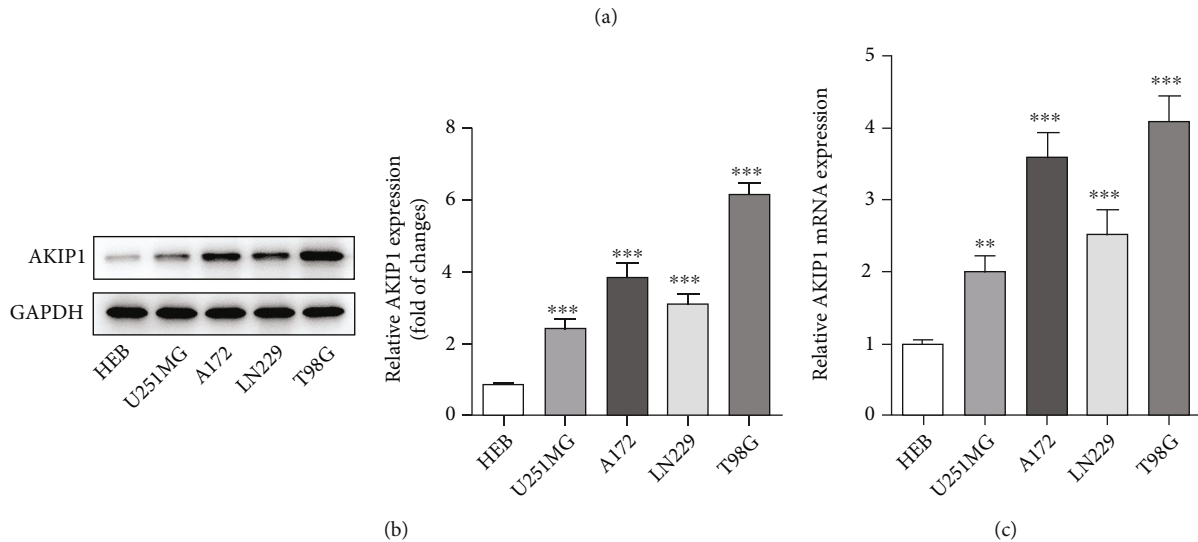 (a)
AKIP1
GAPDH
HEB
U251MG
A172
LN229
T98G
Relative AKIP1 expression
(fold of changes)
8
6
4
2
0
***
***
***
***
HEB
U251MG
A172
LN229
T98G
(b)
Relative AKIP1 mRNA expression
5
4
3
2
1
0
**
***
***
***
HEB
U251MG
A172
LN229
T98G
(c)